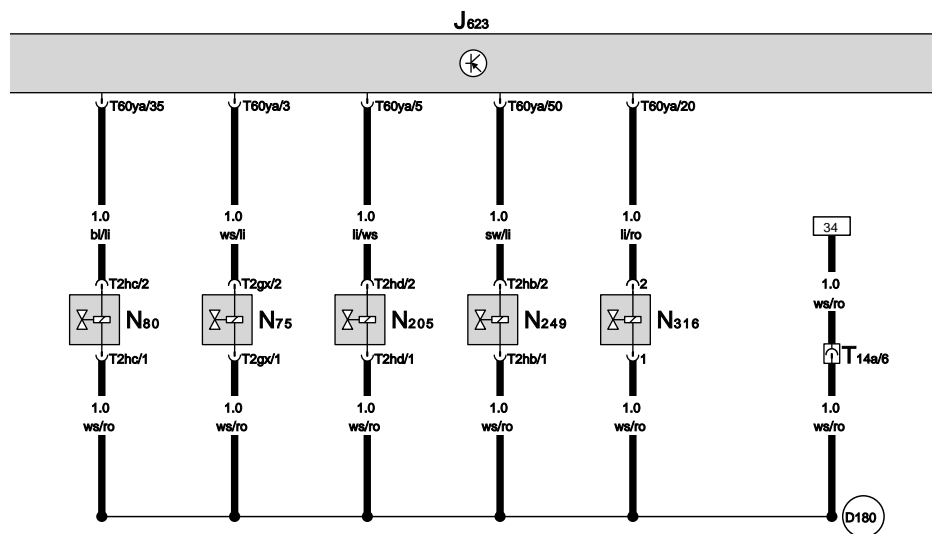 J623
T60ya/35 T60ya/3 T60ya/5 T60ya/50 T60ya/20
1.0 1.0 1.0 1.0 1.0
bl/li ws/li li/ws sw/li li/ro
34
T2hc/2 T2gx/2 T2hd/2 T2hb/2 2
1.0
ws/ro
N80 N75 N205 N249 N316
T2hc/1 T2gx/1 T2hd/1 T2hb/1 1
T14a/6
1.0 1.0 1.0 1.0 1.0 1.0
ws/ro ws/ro ws/ro ws/ro ws/ro ws/ro
D180